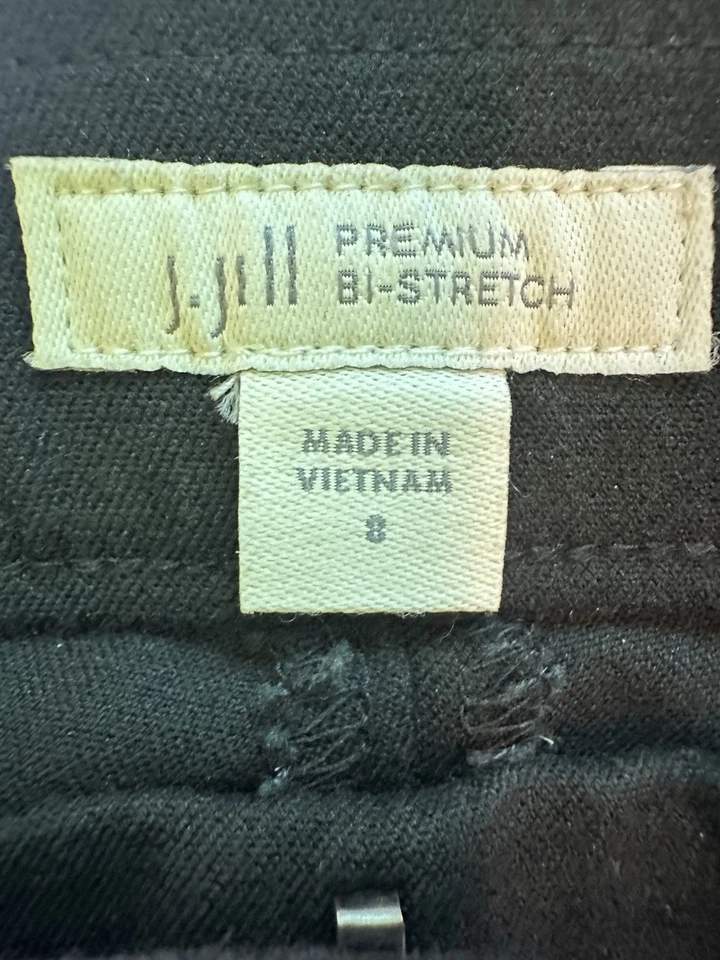 J.Jill PREMIUM
BI-STRETCH
MADE IN
VIETNAM
8